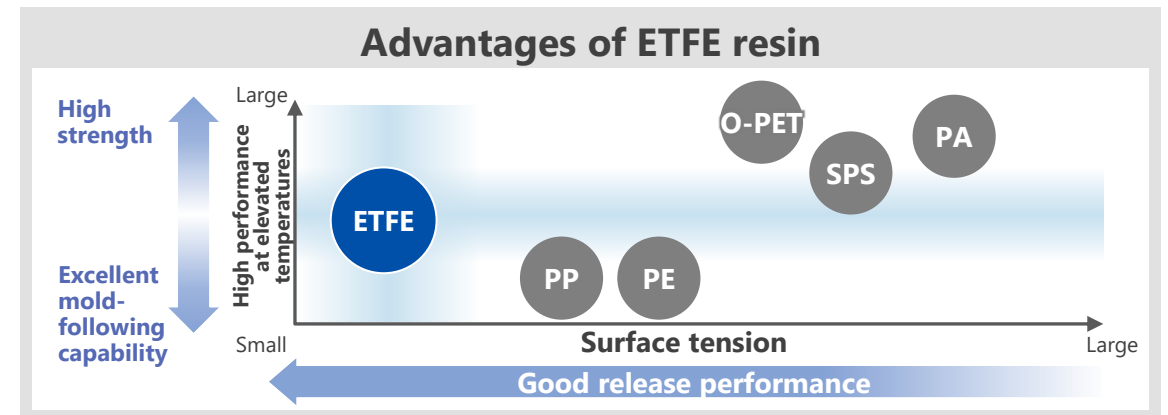 Advantages of ETFE resin
High
strength
Excellent
mold-
following
capability
Large
High performance
at elevated
temperatures
Small
ETFE
PP
PE
O-PET
SPS
PA
Surface tension
Large
Good release performance